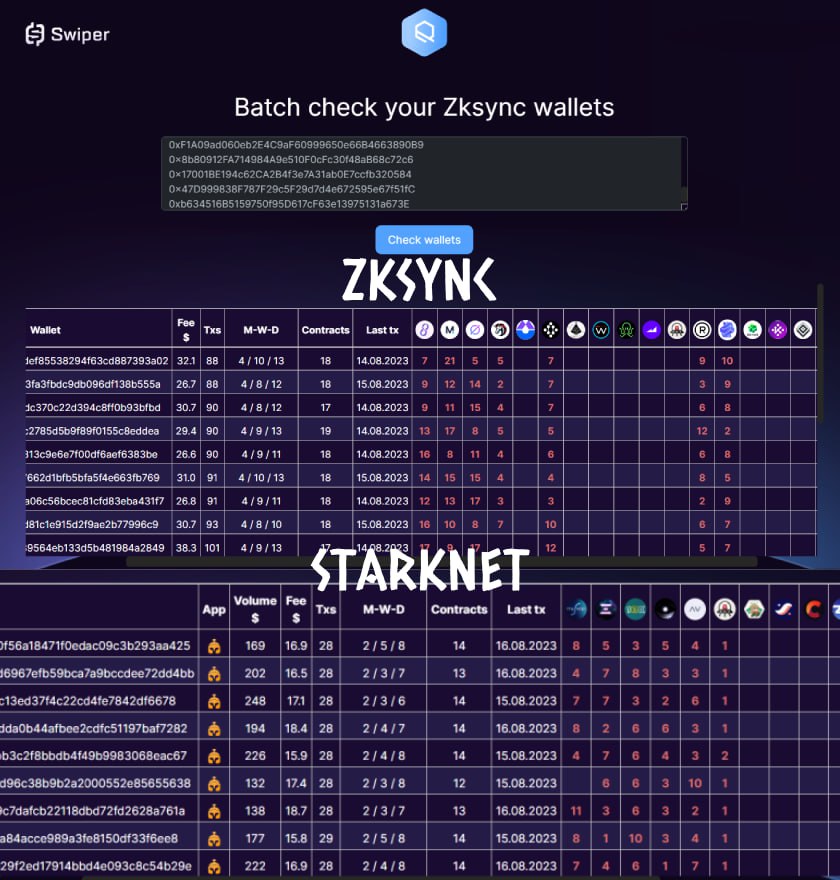 Swiper
Batch check your Zksync wallets
0xF1A09ad060eb2E4C9aF60999650e66B4663890B9
0x8b80912FA714984A9e510F0cFc30f48aB68c72c6
0x17001BE194c62CA2B4f3e7A31ab0E7ccfb320584
0x47D999838F787F29c5F29d7d4e672595e67f51fC
0xb634516B5159750f95D617cF63e13975131a673E
Check wallets
ZKSYNC
Wallet Fee $ Txs M-W-D Contracts Last tx
def85538294f63cd887393a02 32.1 88 4 / 10 / 13 18 14.08.2023 7 21 5 5 7 9 10
3fa3fbdc9db096df138b555a 26.7 88 4 / 8 / 12 18 15.08.2023 9 12 14 2 7 3 9
dc370c22d394c8ff0b93bfbd 30.7 90 4 / 8 / 12 17 14.08.2023 9 11 15 4 7 6 8
c2785d5b9f89f0155c8eddea 29.4 90 4 / 9 / 13 19 14.08.2023 13 17 8 5 5 12 2
313c9e6e7f00df6aef6383be 26.6 90 4 / 9 / 11 18 14.08.2023 16 8 11 4 6 6 8
7662d1bfb5bfa5f4e663fb769 31.0 91 4 / 10 / 13 18 15.08.2023 14 15 15 4 4 8 5
a06c56bcec81cfd83eba431f7 26.8 91 4 / 9 / 11 18 14.08.2023 12 13 17 3 3 2 9
d81c1e915d2f9ae2b77996c9 30.7 93 4 / 8 / 10 18 15.08.2023 16 10 8 7 10 6 7
39564eb133d5b481984a2849 38.3 101 4 / 9 / 13 17 14.08.2023 17 9 17 12 5 7
STARKNET
App Volume $ Fee $ Txs M-W-D Contracts Last tx
0f56a18471f0edac09c3b293aa425 169 16.9 28 2 / 5 / 8 14 16.08.2023 8 5 3 5 4 1
d6967efb59bca7a9bccdee72dd4bb 202 16.5 28 2 / 3 / 7 13 16.08.2023 4 7 8 3 3 1
c13ed37f4c22cd4fe7842df6678 248 17.1 28 2 / 3 / 6 14 15.08.2023 7 7 3 2 6 1
dda0b44afbee2cdfc51197baf7282 194 18.4 28 2 / 4 / 7 14 16.08.2023 8 2 6 6 3 1
bb3c2f8bbdb4f49b9983068eac67 226 15.9 28 2 / 4 / 8 14 15.08.2023 4 7 6 4 3 2
d96c38b9b2a2000552e85655638 132 17.4 28 2 / 3 / 8 12 15.08.2023 6 6 3 10 1
9c7dafcb22118dbd72fd2628a761a 138 18.7 28 2 / 3 / 7 13 16.08.2023 11 3 6 3 2 1
a84acce989a3fe8150df33f6ee8 177 15.8 29 2 / 5 / 8 14 15.08.2023 8 1 10 3 4 1
29f2ed17914bbd4e093c8c54b29e 222 16.9 28 2 / 4 / 8 14 16.08.2023 7 4 6 1 7 1